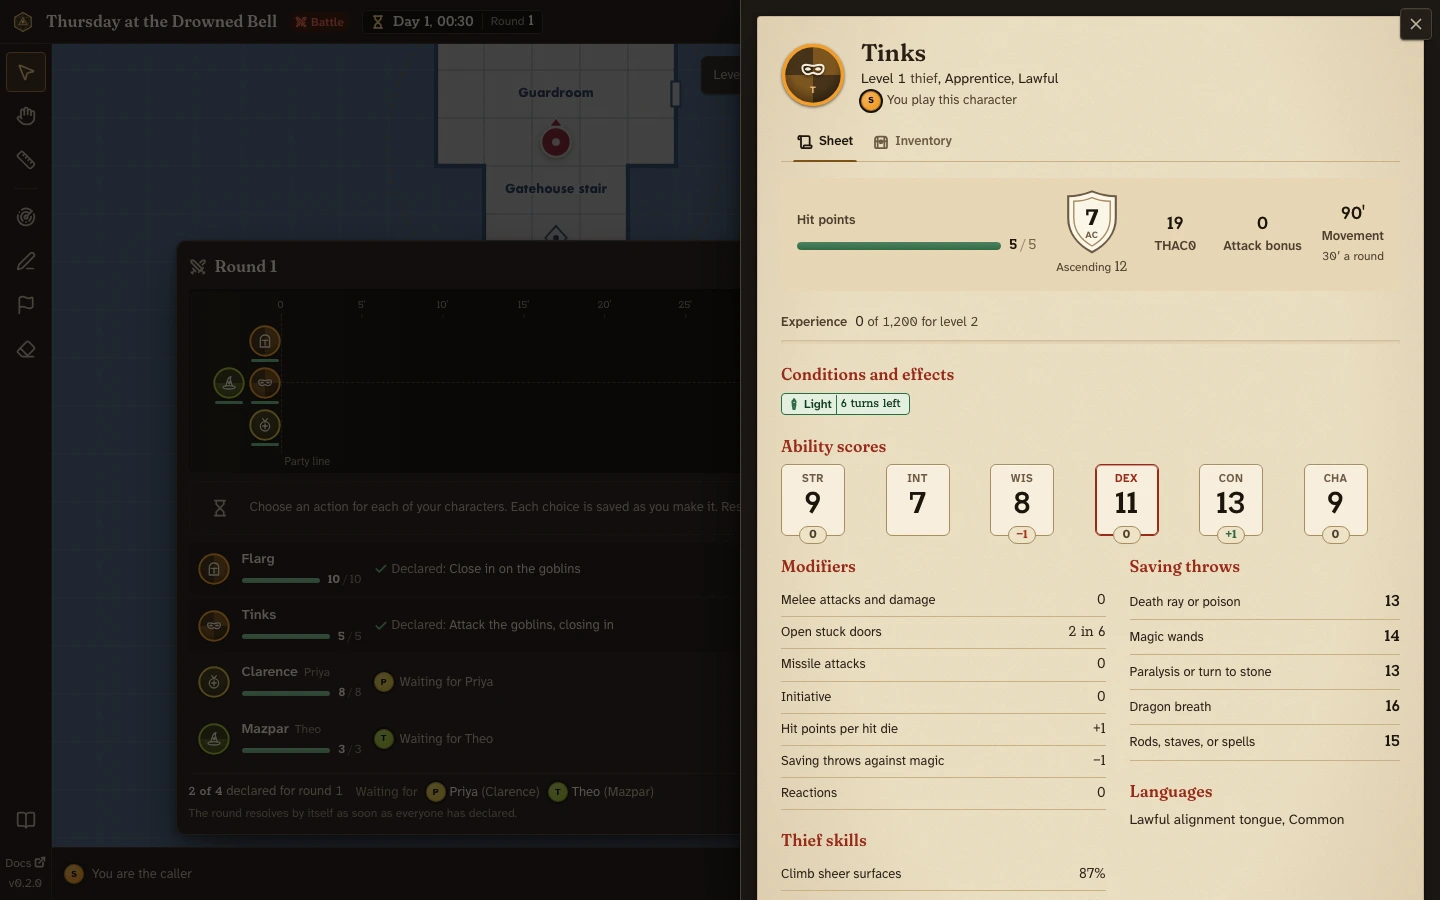 Thursday at the Drowned Bell
Battle
Day 1, 00:30
Round 1
Guardroom
Gatehouse stair
Round 1
0
5'
10'
15'
20'
25'
Party line
Choose an action for each of your characters. Each choice is saved as you make it.
Flarg
10 / 10
Declared: Close in on the goblins
Tinks
5 / 5
Declared: Attack the goblins, closing in
Clarence Priya
8 / 8
P
Waiting for Priya
Mazpar Theo
3 / 3
T
Waiting for Theo
2 of 4 declared for round 1
Waiting for
P
Priya (Clarence)
T
Theo (Mazpar)
The round resolves by itself as soon as everyone has declared.
Docs
v0.2.0
S
You are the caller
T
Tinks
Level 1 thief, Apprentice, Lawful
S
You play this character
Sheet
Inventory
Hit points
5 / 5
7
AC
Ascending 12
19
THAC0
0
Attack bonus
90'
Movement
30' a round
Experience 0 of 1,200 for level 2
Conditions and effects
Light
6 turns left
Ability scores
STR
9
0
INT
7
WIS
8
−1
DEX
11
0
CON
13
+1
CHA
9
0
Modifiers
Melee attacks and damage 0
Open stuck doors 2 in 6
Missile attacks 0
Initiative 0
Hit points per hit die +1
Saving throws against magic −1
Reactions 0
Thief skills
Climb sheer surfaces 87%
Saving throws
Death ray or poison 13
Magic wands 14
Paralysis or turn to stone 13
Dragon breath 16
Rods, staves, or spells 15
Languages
Lawful alignment tongue, Common